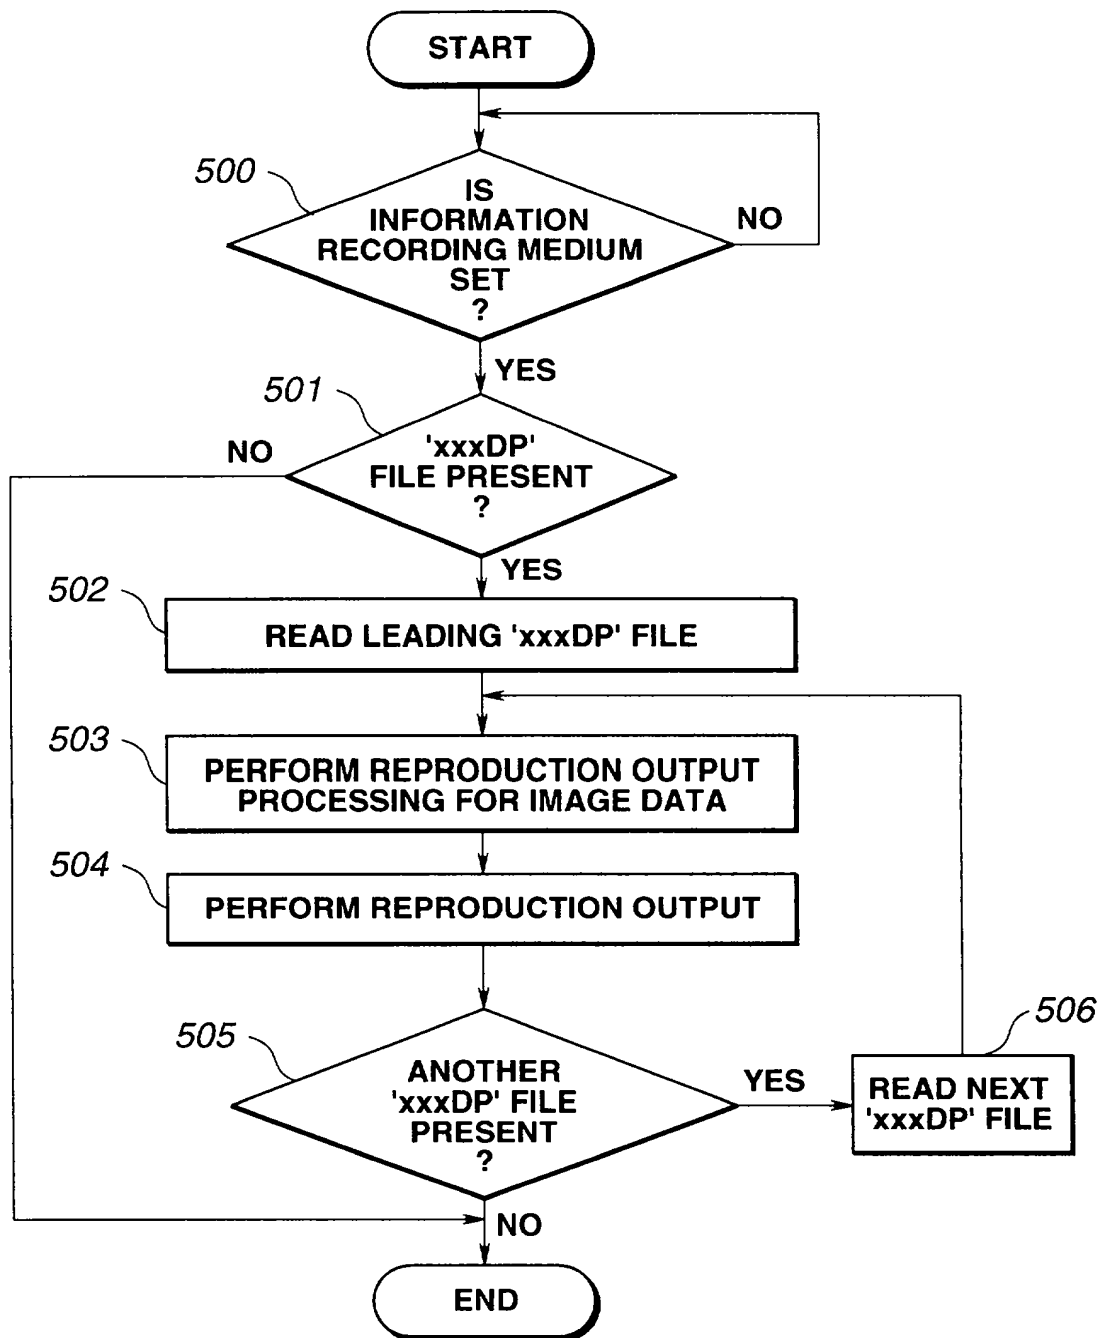 START
500
IS
INFORMATION
RECORDING MEDIUM
SET
?
NO
YES
501
'xxxDP'
FILE PRESENT
?
NO
YES
502
READ LEADING 'xxxDP' FILE
503
PERFORM REPRODUCTION OUTPUT
PROCESSING FOR IMAGE DATA
504
PERFORM REPRODUCTION OUTPUT
505
ANOTHER
'xxxDP' FILE
PRESENT
?
YES
506
READ NEXT
'xxxDP' FILE
NO
END